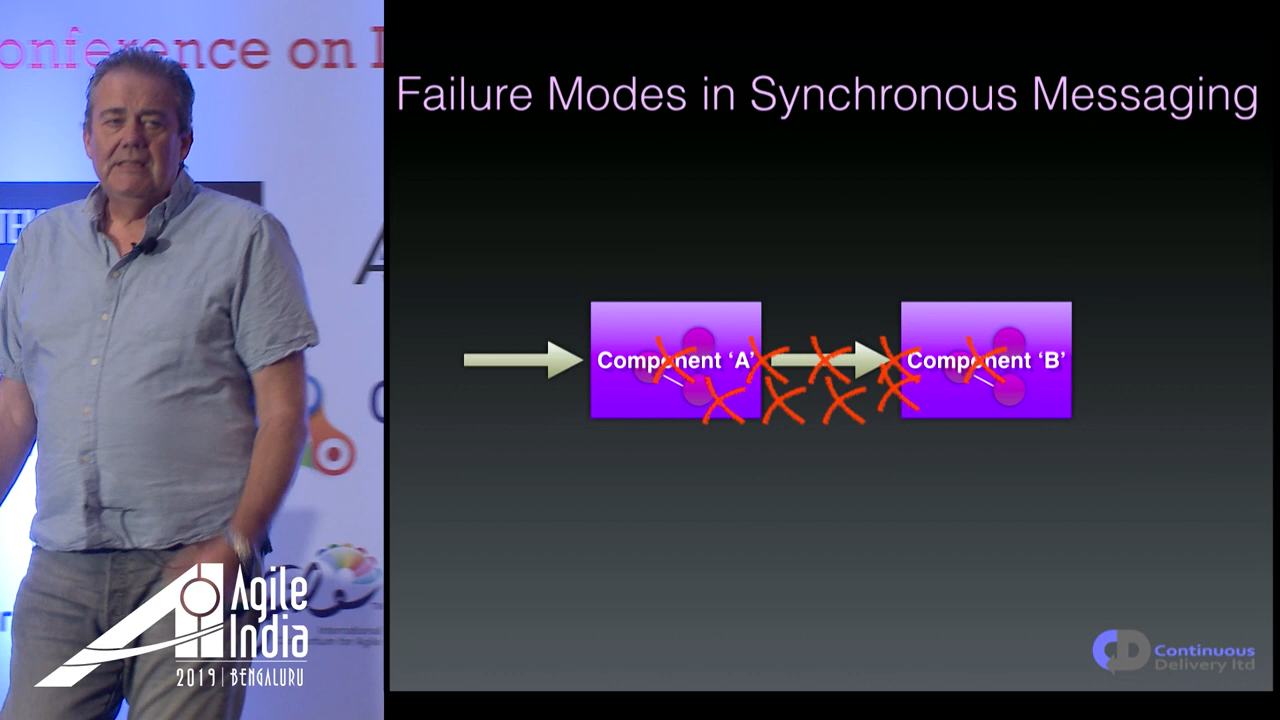 onference on
Failure Modes in Synchronous Messaging
Component ‘A’
Component ‘B’
Agile
India
2019 | BENGALURU
Continuous
Delivery ltd